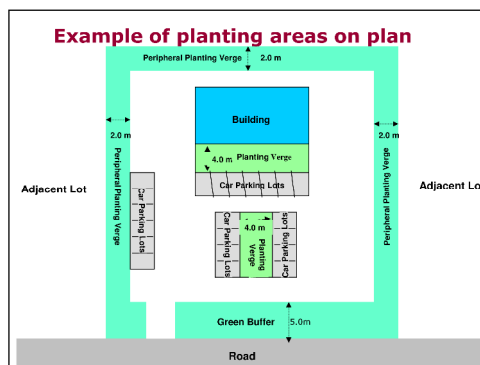 Example of planting areas on plan
Peripheral Planting Verge
2.0 m
Building
2.0 m
2.0 m
4.0 m
Planting Verge
Car Parking Lots
Peripheral Planting Verge
Peripheral Planting Verge
Adjacent Lot
Adjacent Lo
Car Parking Lots
Car Parking Lots
4.0 m
Planting
Verge
Car Parking Lots
Green Buffer
5.0m
Road